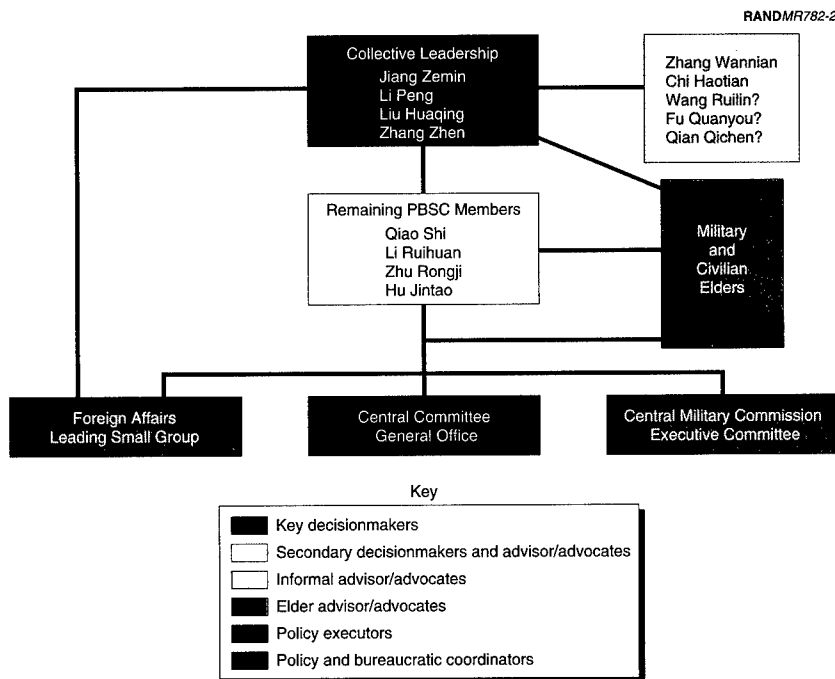 RANDMR782-2
Collective Leadership
Jiang Zemin
Li Peng
Liu Huaqing
Zhang Zhen
Zhang Wannian
Chi Haotian
Wang Ruilin?
Fu Quanyou?
Qian Qichen?
Remaining PBSC Members
Qiao Shi
Li Ruihuan
Zhu Rongji
Hu Jintao
Military
and
Civilian
Elders
Foreign Affairs
Leading Small Group
Central Committee
General Office
Central Military Commission
Executive Committee
Key
Key decisionmakers
Secondary decisionmakers and advisor/advocates
Informal advisor/advocates
Elder advisor/advocates
Policy executors
Policy and bureaucratic coordinators